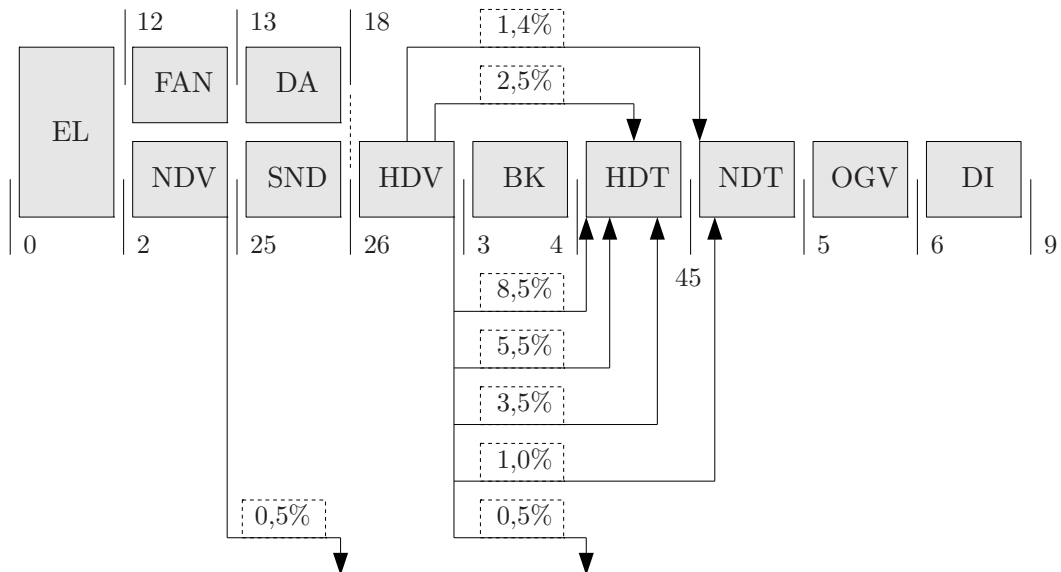 12 13 18 1,4%
FAN DA 2,5%
EL
NDV SND HDV BK HDT NDT OGV DI
0 2 25 26 3 4 5 6 9
45
8,5%
5,5%
3,5%
1,0%
0,5% 0,5%